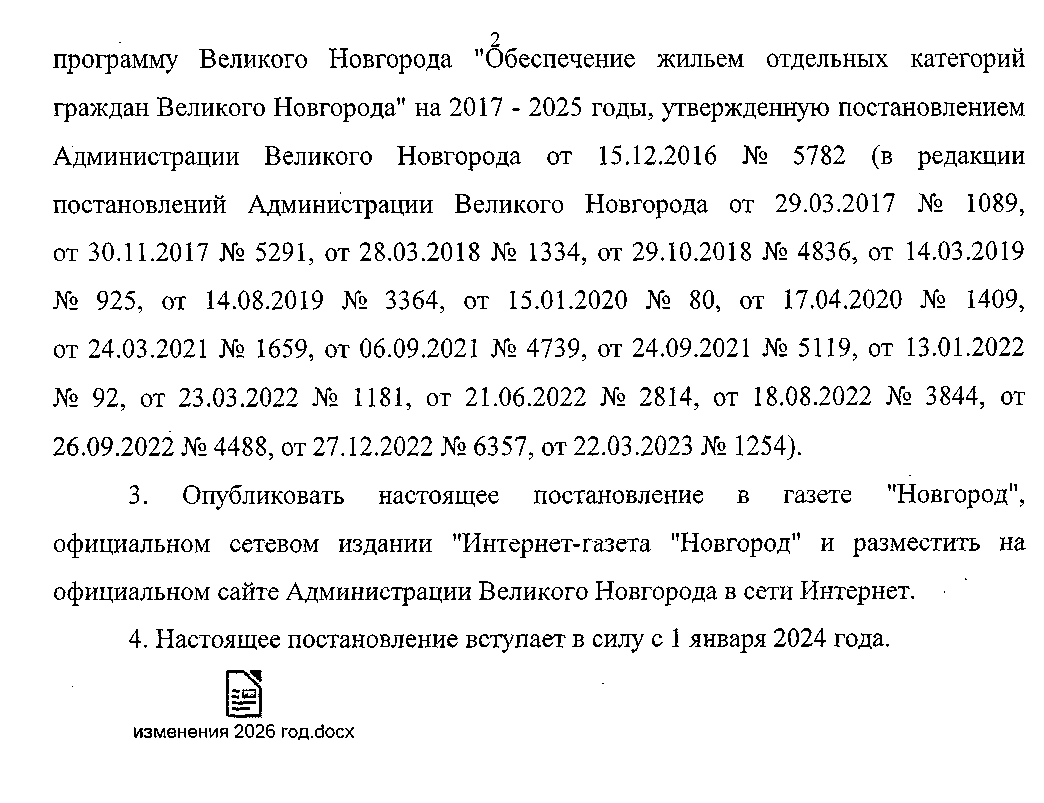 2
программу Великого Новгорода "Обеспечение жильем отдельных категорий
граждан Великого Новгорода" на 2017 - 2025 годы, утвержденную постановлением
Администрации Великого Новгорода от 15.12.2016 № 5782 (в редакции
постановлений Администрации Великого Новгорода от 29.03.2017 № 1089,
от 30.11.2017 № 5291, от 28.03.2018 № 1334, от 29.10.2018 № 4836, от 14.03.2019
№ 925, от 14.08.2019 № 3364, от 15.01.2020 № 80, от 17.04.2020 № 1409,
от 24.03.2021 № 1659, от 06.09.2021 № 4739, от 24.09.2021 № 5119, от 13.01.2022
№ 92, от 23.03.2022 № 1181, от 21.06.2022 № 2814, от 18.08.2022 № 3844, от
26.09.2022 № 4488, от 27.12.2022 № 6357, от 22.03.2023 № 1254).
3. Опубликовать настоящее постановление в газете "Новгород",
официальном сетевом издании "Интернет-газета "Новгород" и разместить на
официальном сайте Администрации Великого Новгорода в сети Интернет.
4. Настоящее постановление вступает в силу с 1 января 2024 года.
изменения 2026 год.docx